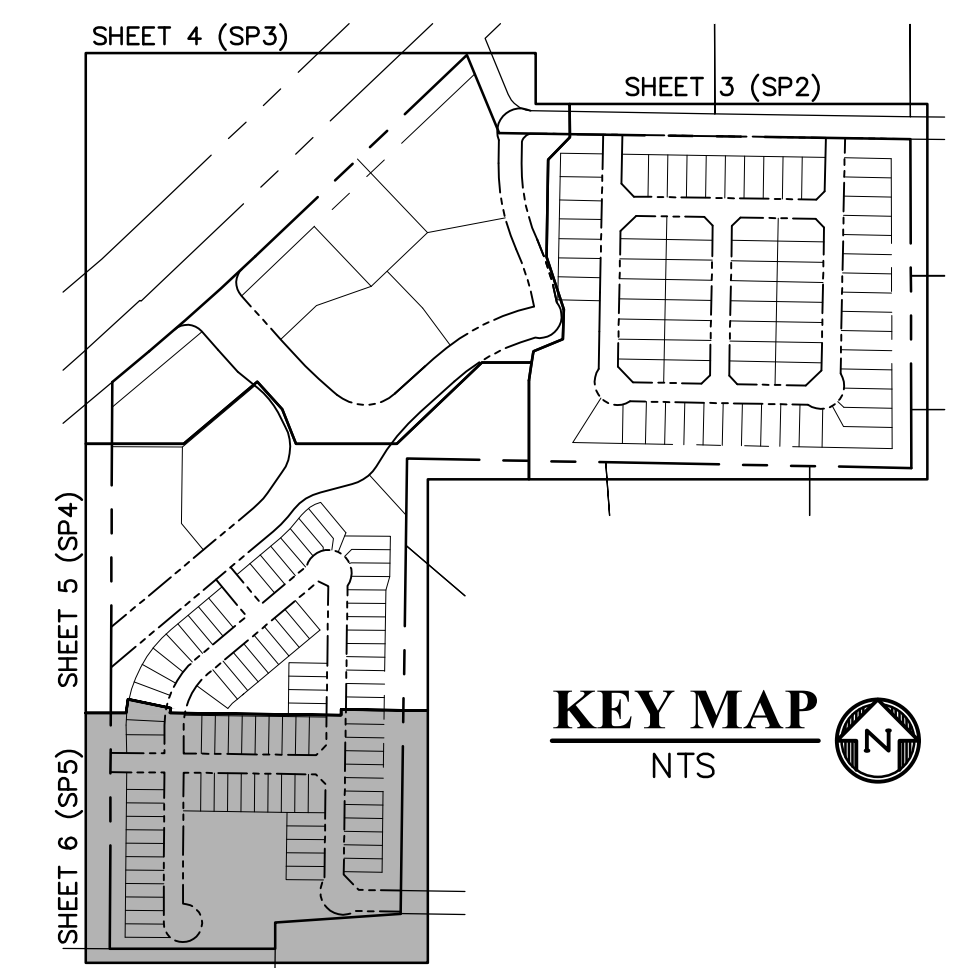 SHEET 4 (SP3)
SHEET 3 (SP2)
SHEET 5 (SP4)
KEY MAP
N
NTS
SHEET 6 (SP5)